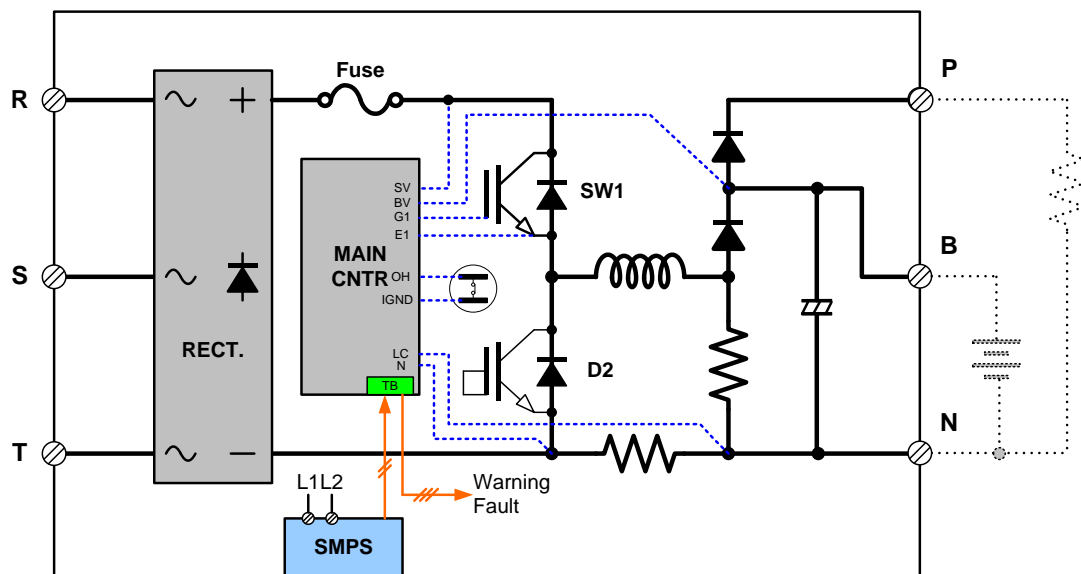 Fuse
R
P
SV
BV
G1
E1
SW1
MAIN
CNTR
OH
IGND
S
B
RECT.
LC
N
TB
D2
T
N
L1L2
Warning
Fault
SMPS